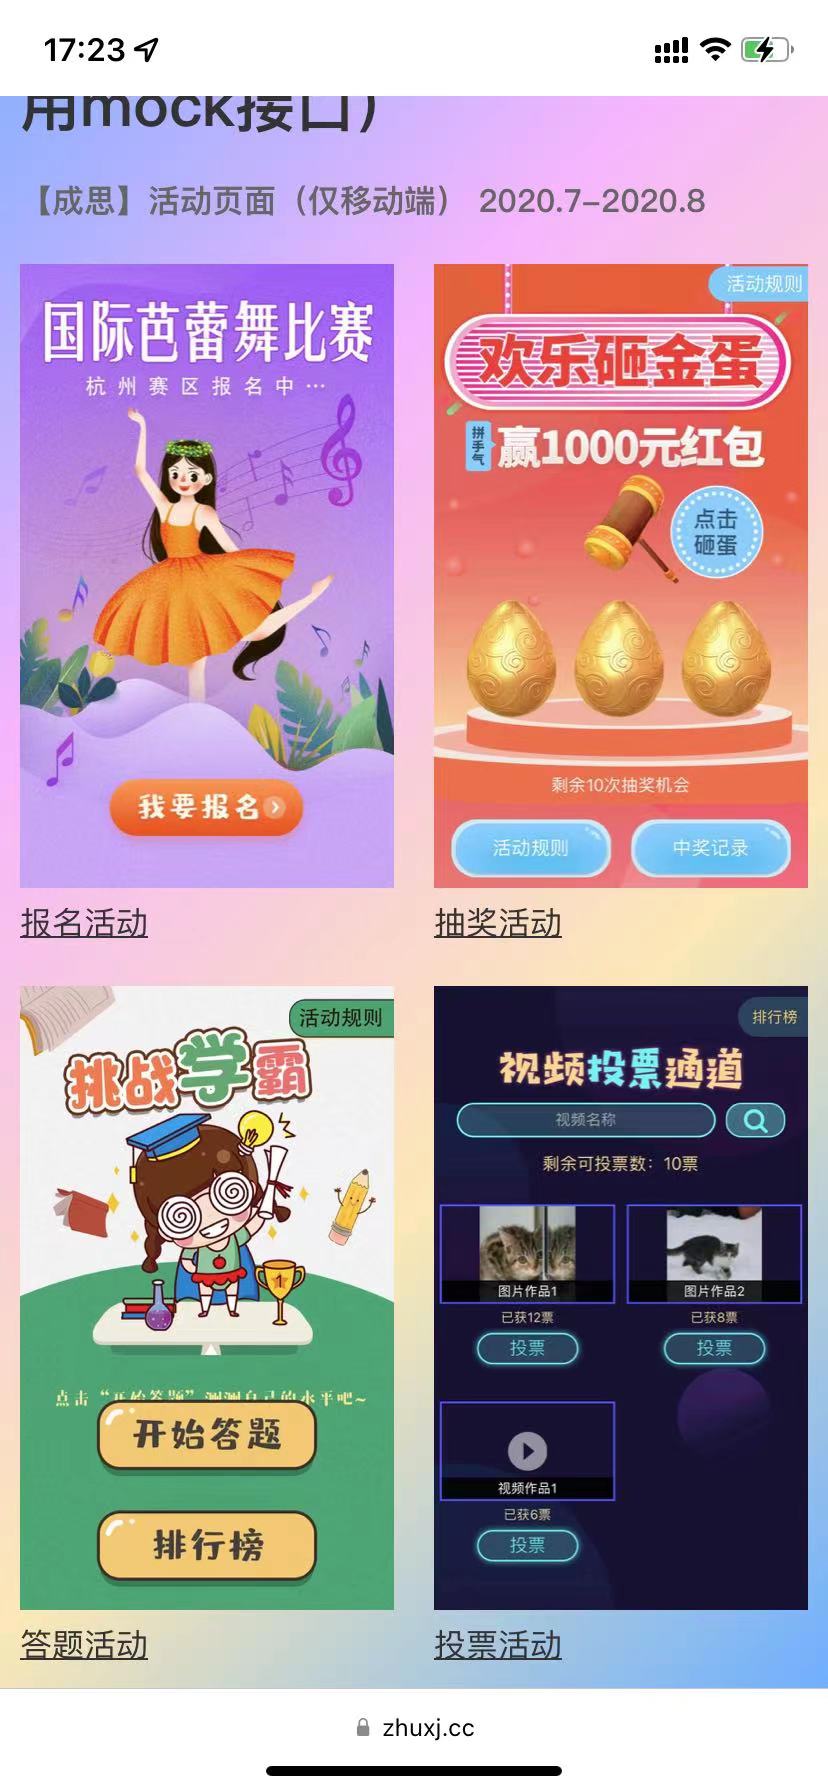 17:23
用mock接口）
【成思】活动页面（仅移动端） 2020.7-2020.8
国际芭蕾舞比赛
杭州赛区报名中…
我要报名
报名活动
活动规则
欢乐砸金蛋
拼手气
赢1000元红包
点击
砸蛋
剩余10次抽奖机会
活动规则
中奖记录
抽奖活动
活动规则
挑战学霸
点击“开始答题”测测自己的水平吧~
开始答题
排行榜
答题活动
排行榜
视频投票通道
视频名称
剩余可投票数：10票
图片作品1
图片作品2
已获12票
已获8票
投票
投票
视频作品1
已获6票
投票
投票活动
zhuxj.cc